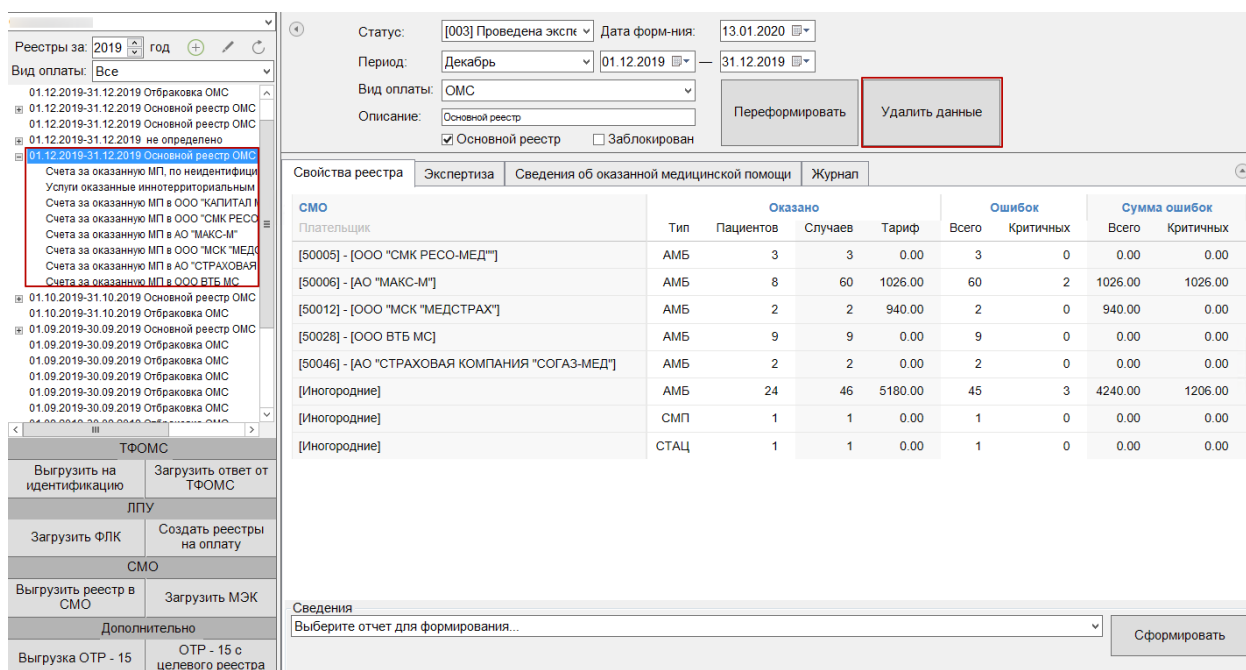 Реестры за: 2019 год
Вид оплаты: Все
01.12.2019-31.12.2019 Отбраковка ОМС
01.12.2019-31.12.2019 Основной реестр ОМС
01.12.2019-31.12.2019 Основной реестр ОМС
01.12.2019-31.12.2019 не определено
01.12.2019-31.12.2019 Основной реестр ОМС
Счета за оказанную МП, по неидентифици
Услуги оказанные иннотерриториальным
Счета за оказанную МП в ООО "КАПИТАЛ М
Счета за оказанную МП в ООО "СМК РЕСО
Счета за оказанную МП в АО "МАКС-М"
Счета за оказанную МП в ООО "МСК "МЕДС
Счета за оказанную МП в АО "СТРАХОВАЯ
Счета за оказанную МП в ООО ВТБ МС
01.10.2019-31.10.2019 Основной реестр ОМС
01.10.2019-31.10.2019 Отбраковка ОМС
01.09.2019-30.09.2019 Основной реестр ОМС
01.09.2019-30.09.2019 Отбраковка ОМС
01.09.2019-30.09.2019 Отбраковка ОМС
01.09.2019-30.09.2019 Отбраковка ОМС
01.09.2019-30.09.2019 Отбраковка ОМС
ТФОМС
Выгрузить на идентификацию
Загрузить ответ от ТФОМС
ЛПУ
Загрузить ФЛК
Создать реестры на оплату
СМО
Выгрузить реестр в СМО
Загрузить МЭК
Дополнительно
Выгрузка ОТР - 15
ОТР - 15 с целевого реестра
Статус: [003] Проведена экспе Дата форм-ния: 13.01.2020
Период: Декабрь 01.12.2019 — 31.12.2019
Вид оплаты: ОМС
Описание: Основной реестр
Основной реестр Заблокирован
Переформировать Удалить данные
Свойства реестра Экспертиза Сведения об оказанной медицинской помощи Журнал
СМО Оказано Ошибок Сумма ошибок
Плательщик Тип Пациентов Случаев Тариф Всего Критичных Всего Критичных
[50005] - [ООО "СМК РЕСО-МЕД""] АМБ 3 3 0.00 3 0 0.00 0.00
[50006] - [АО "МАКС-М"] АМБ 8 60 1026.00 60 2 1026.00 1026.00
[50012] - [ООО "МСК "МЕДСТРАХ"] АМБ 2 2 940.00 2 0 940.00 0.00
[50028] - [ООО ВТБ МС] АМБ 9 9 0.00 9 0 0.00 0.00
[50046] - [АО "СТРАХОВАЯ КОМПАНИЯ "СОГАЗ-МЕД"] АМБ 2 2 0.00 2 0 0.00 0.00
[Иногородние] АМБ 24 46 5180.00 45 3 4240.00 1206.00
[Иногородние] СМП 1 1 0.00 1 0 0.00 0.00
[Иногородние] СТАЦ 1 1 0.00 1 0 0.00 0.00
Сведения
Выберите отчет для формирования...
Сформировать